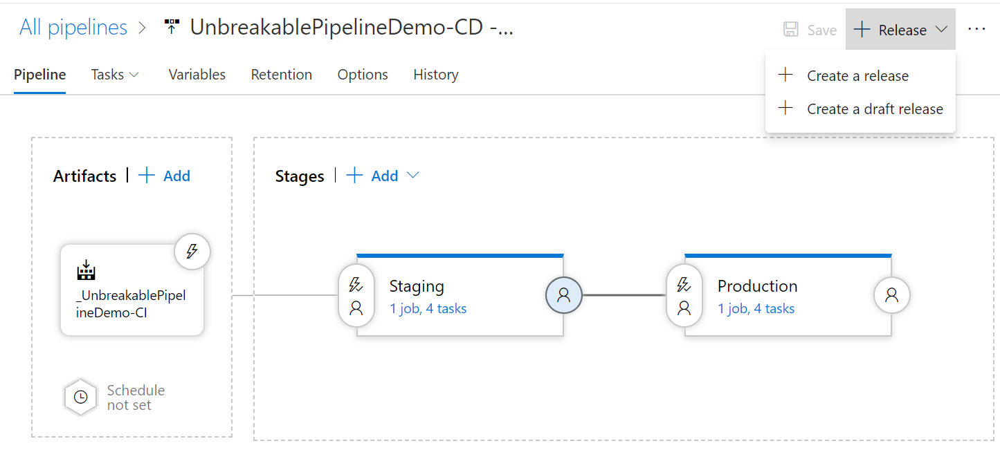 All pipelines > UnbreakablePipelineDemo-CD -...
Save
+ Release
...
Pipeline Tasks Variables Retention Options History
+ Create a release
+ Create a draft release
Artifacts | + Add
_UnbreakablePipel
ineDemo-CI
Schedule
not set
Stages | + Add
Staging
1 job, 4 tasks
Production
1 job, 4 tasks